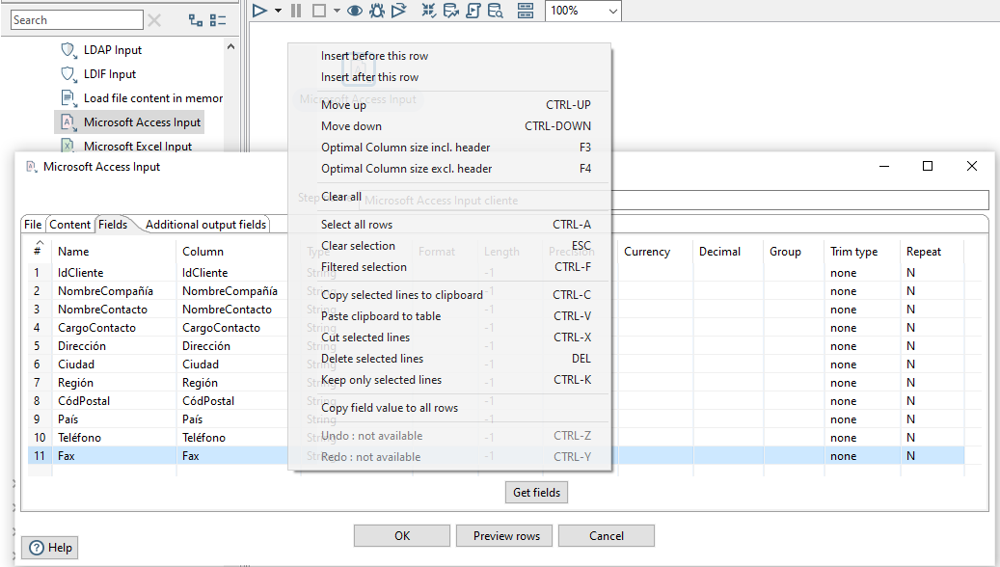 Search
100%
LDAP Input
LDIF Input
Load file content in memor
Microsoft Access Input
Microsoft Excel Input
Microsoft Access Input
Microsoft Access Input
Step
Microsoft Access Input cliente
File Content Fields Additional output fields
# Name Column Type Format Length Precision Currency Decimal Group Trim type Repeat
1 IdCliente IdCliente String -1 none N
2 NombreCompañía NombreCompañía String -1 none N
3 NombreContacto NombreContacto String -1 none N
4 CargoContacto CargoContacto String -1 none N
5 Dirección Dirección String -1 none N
6 Ciudad Ciudad String -1 none N
7 Región Región String -1 none N
8 CódPostal CódPostal String -1 none N
9 País País String -1 none N
10 Teléfono Teléfono String -1 none N
11 Fax Fax String -1 none N
Insert before this row
Insert after this row
Move up CTRL-UP
Move down CTRL-DOWN
Optimal Column size incl. header F3
Optimal Column size excl. header F4
Clear all
Select all rows CTRL-A
Clear selection ESC
Filtered selection CTRL-F
Copy selected lines to clipboard CTRL-C
Paste clipboard to table CTRL-V
Cut selected lines CTRL-X
Delete selected lines DEL
Keep only selected lines CTRL-K
Copy field value to all rows
Undo : not available CTRL-Z
Redo : not available CTRL-Y
Get fields
OK Preview rows Cancel
Help